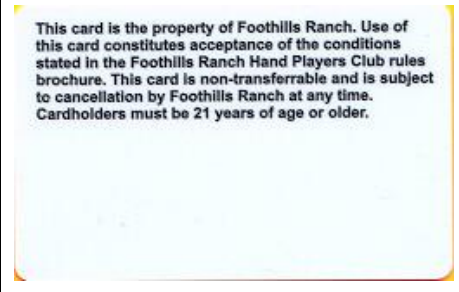 This card is the property of Foothills Ranch. Use of
this card constitutes acceptance of the conditions
stated in the Foothills Ranch Hand Players Club rules
brochure. This card is non-transferrable and is subject
to cancellation by Foothills Ranch at any time.
Cardholders must be 21 years of age or older.